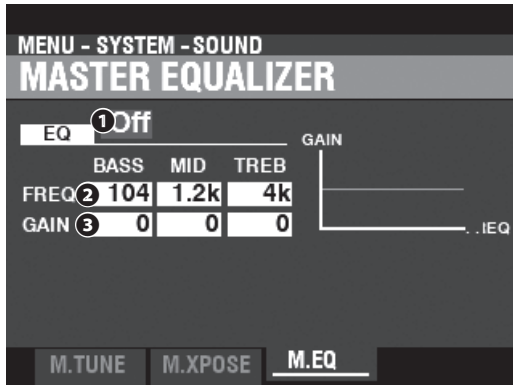 MENU - SYSTEM - SOUND
MASTER EQUALIZER
EQ 1 Off
GAIN
BASS MID TREB
FREQ 2 104 1.2k 4k
GAIN 3 0 0 0
M.TUNE M.XPOSE M.EQ